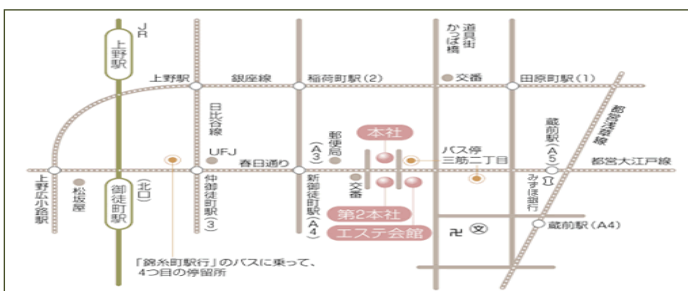 JR
上野駅
上野駅
銀座線
稲荷町駅(2)
道具街
かっぱ橋
交番
田原町駅(1)
都営浅草線
日比谷線
UFJ
春日通り
(A3)
郵便局
本社
バス停
三筋二丁目
蔵前駅(A5)
都営大江戸線
上野広小路駅
松坂屋
(北口)
御徒町駅
仲御徒町駅(3)
新御徒町駅(A4)
交番
みずほ銀行
第2本社
エステ会館
卍
文
蔵前駅(A4)
「錦糸町駅行」のバスに乗って、
4つ目の停留所